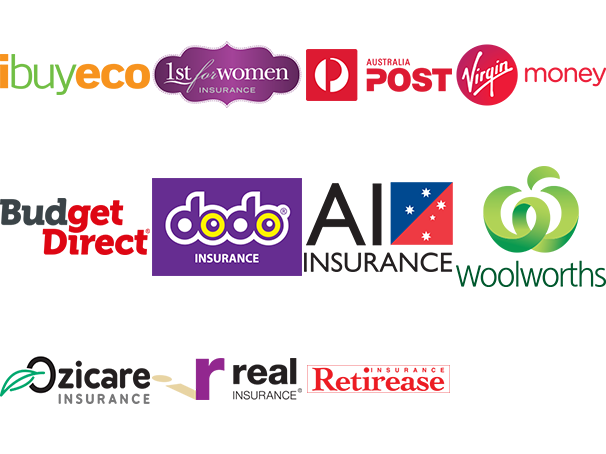 ibuyeco
1st for women
INSURANCE
AUSTRALIA
POST
Virgin money
Budget
Direct®
dodo®
INSURANCE
AI
INSURANCE
Woolworths
Ozicare
INSURANCE
r real
INSURANCE®
INSURANCE
Retirease